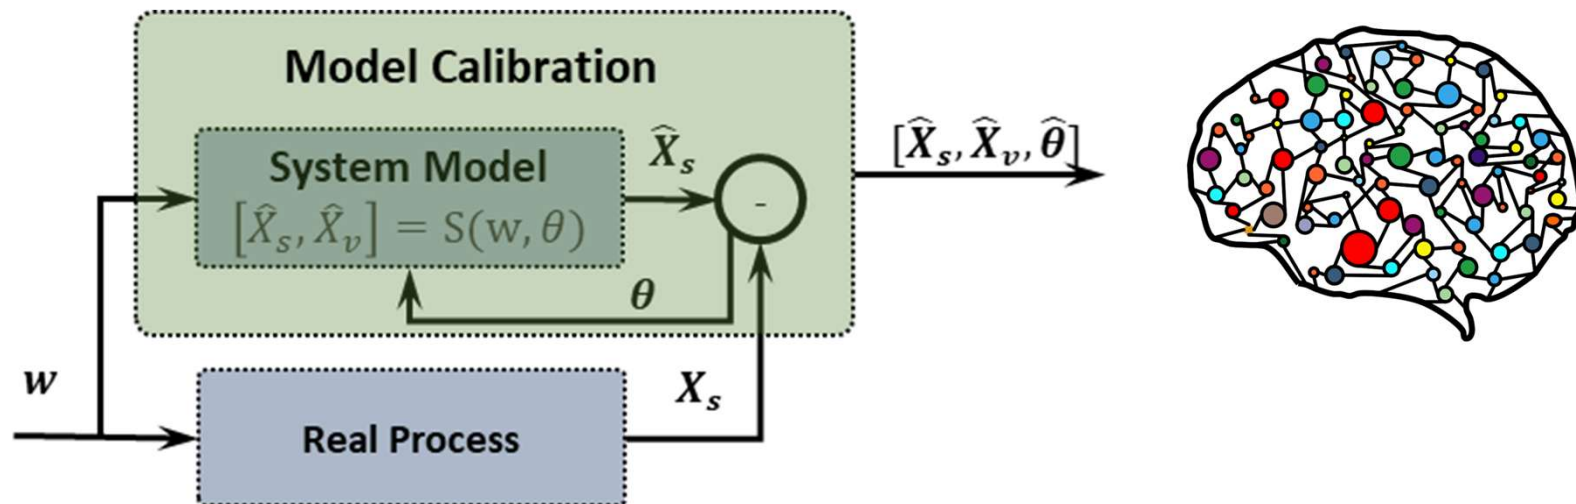 Model Calibration
System Model
[X̂ₛ, X̂ᵥ] = S(w, θ)
X̂ₛ
-
[X̂ₛ, X̂ᵥ, θ̂]
θ
w
Xₛ
Real Process